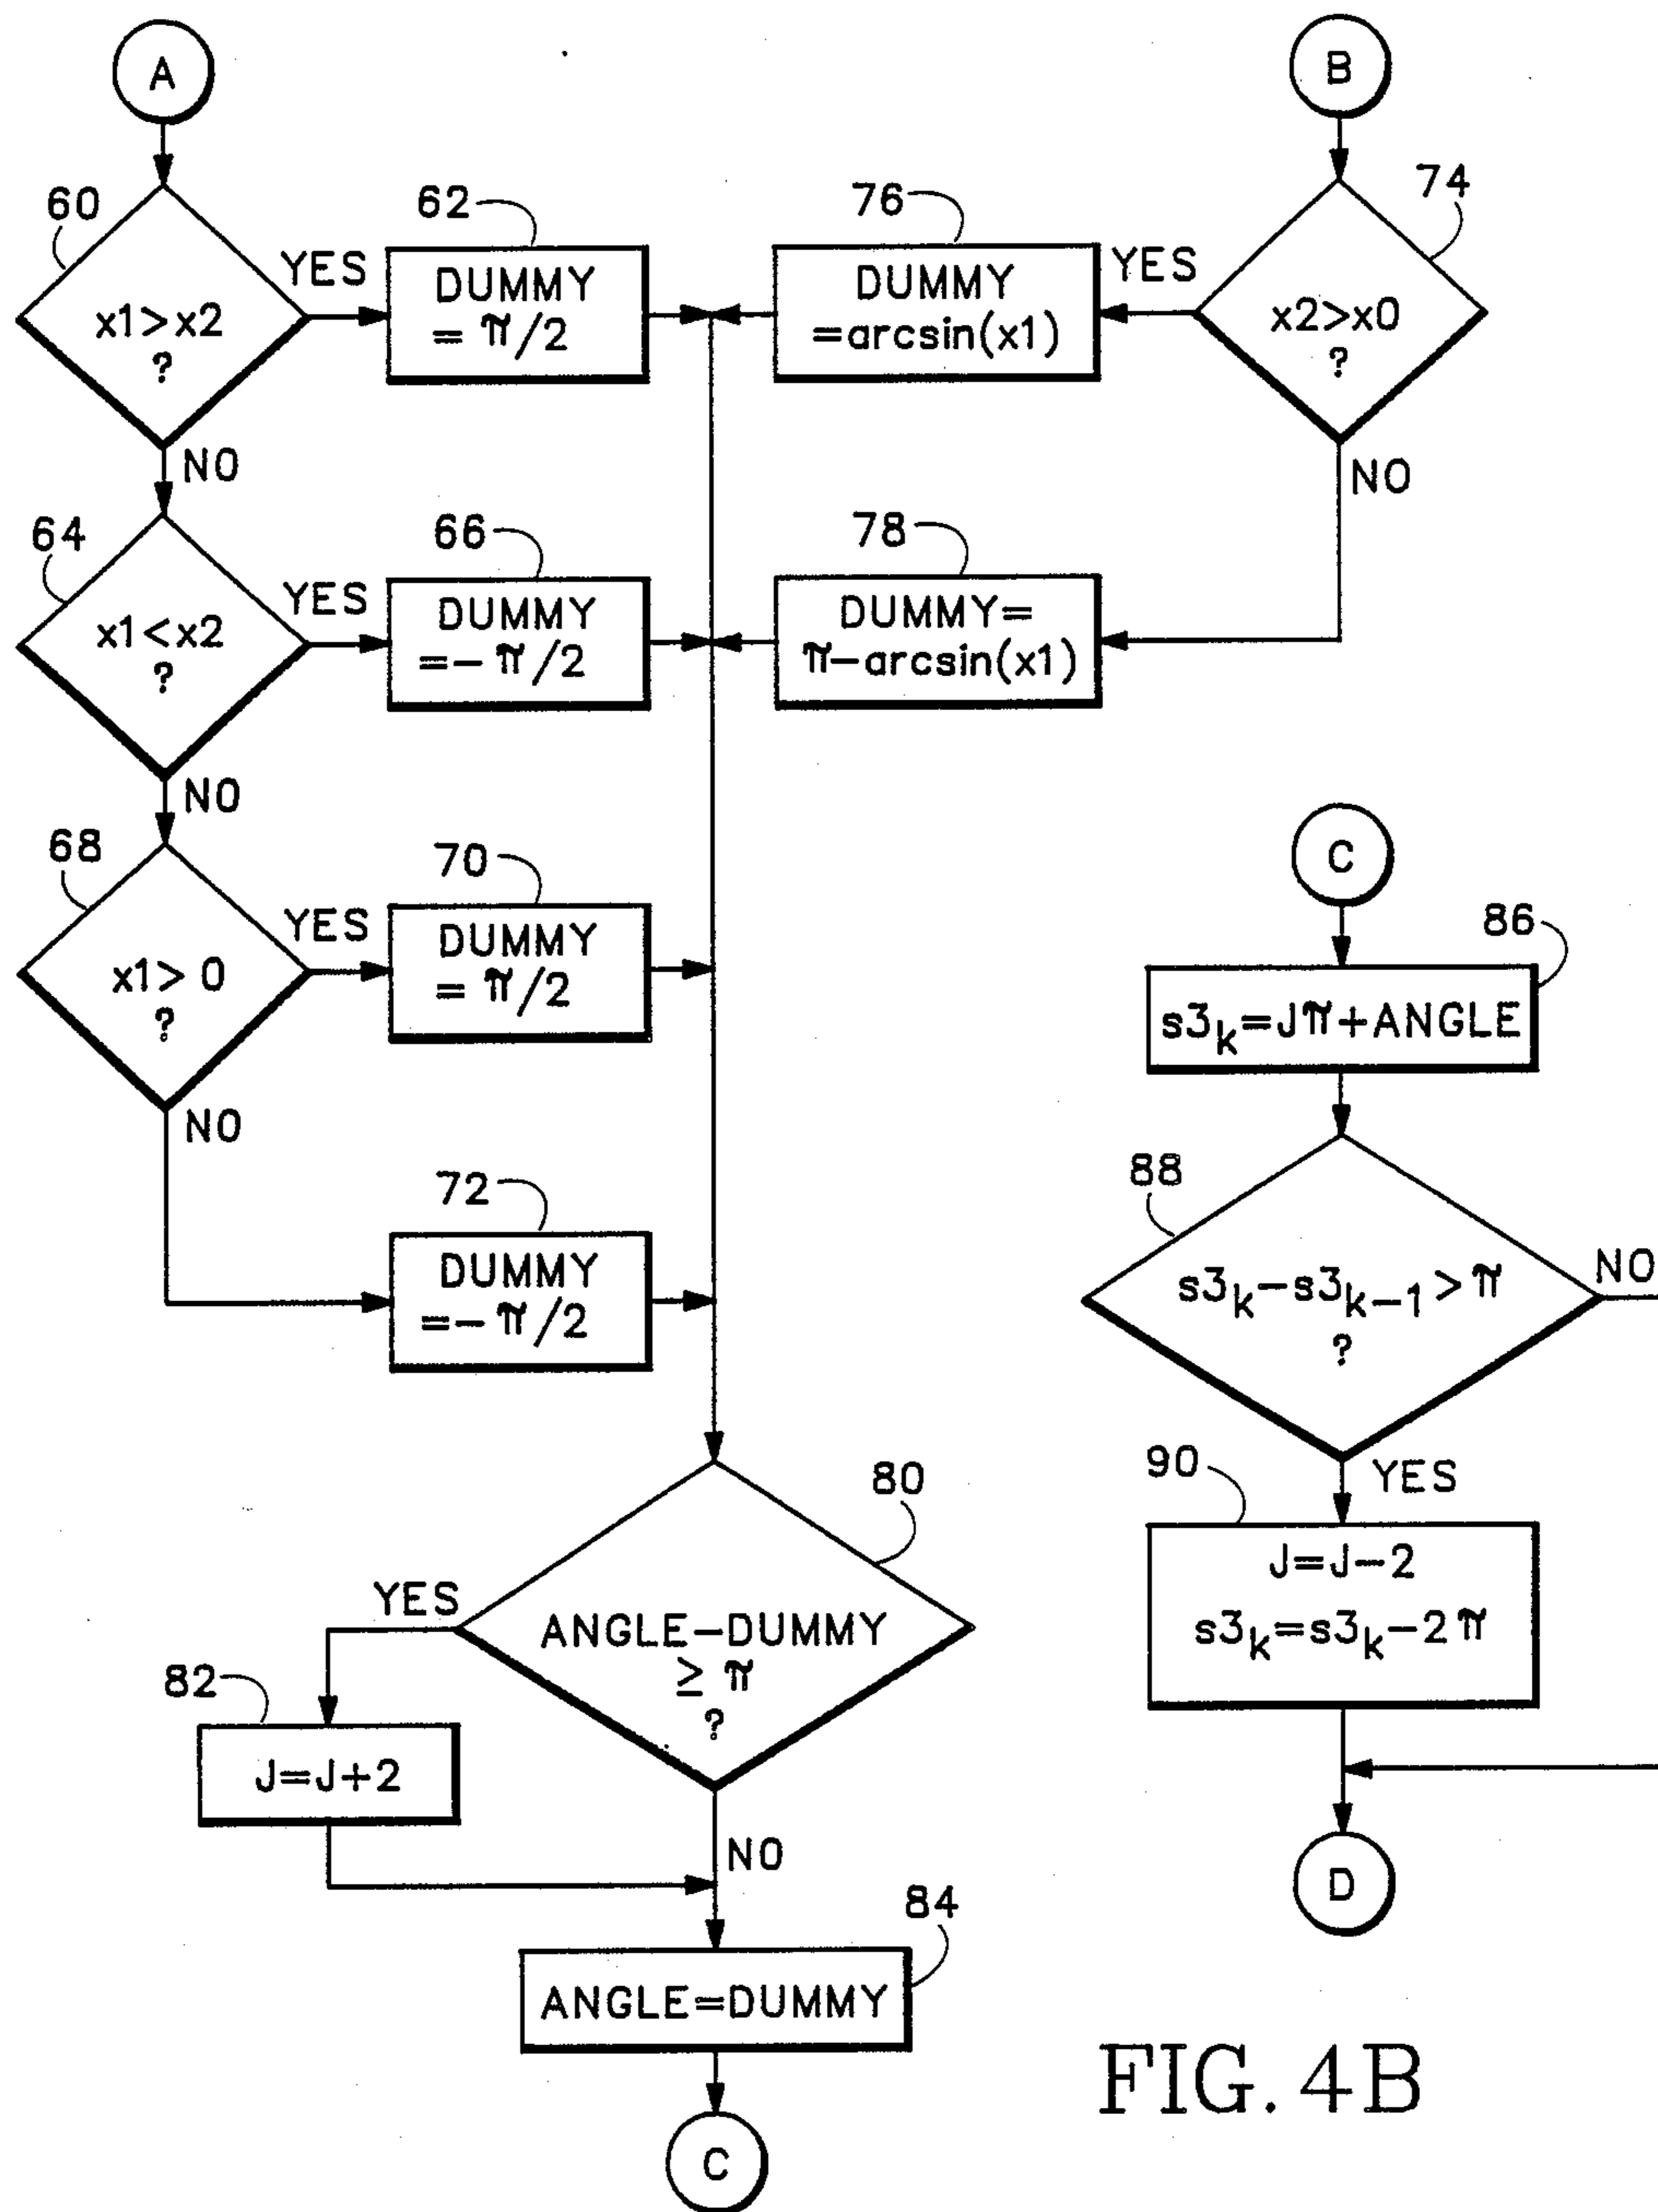 A
60
x1>x2
?
YES
NO
62
DUMMY
= π/2
76
DUMMY
=arcsin(x1)
B
74
x2>x0
?
YES
NO
64
x1<x2
?
YES
NO
66
DUMMY
=-π/2
78
DUMMY=
π-arcsin(x1)
68
x1> 0
?
YES
NO
70
DUMMY
= π/2
72
DUMMY
=-π/2
80
ANGLE-DUMMY
≥ π
?
YES
NO
82
J=J+2
84
ANGLE=DUMMY
C
C
86
s3k=Jπ+ANGLE
88
s3k-s3k-1>π
?
NO
YES
90
J=J-2
s3k=s3k-2π
D
FIG. 4B